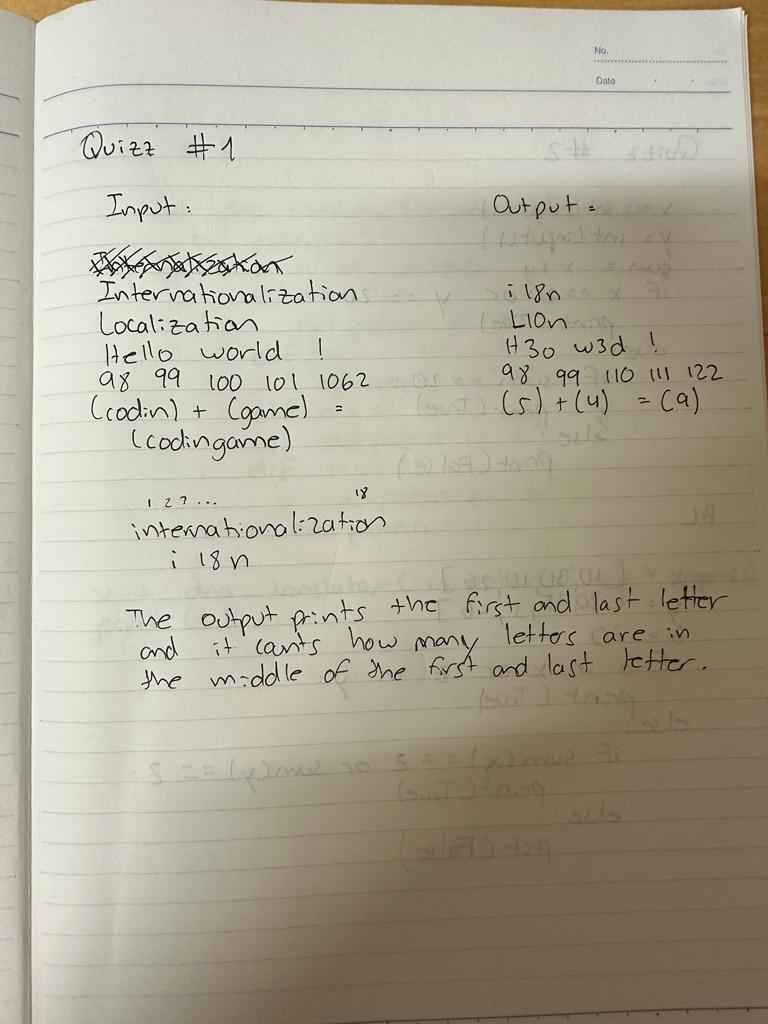 No.
Date
Quizz #1
Input : Output :
Internationalization
Internationalization i 18n
Localization L10n
Hello world ! H3o w3d !
98 99 100 101 1062 98 99 110 111 122
(codin) + (game) = (5) + (4) = (9)
(codingame)
1 2 3 ... 18
internationalization
i 18 n
The output prints the first and last letter
and it counts how many letters are in
the middle of the first and last letter.